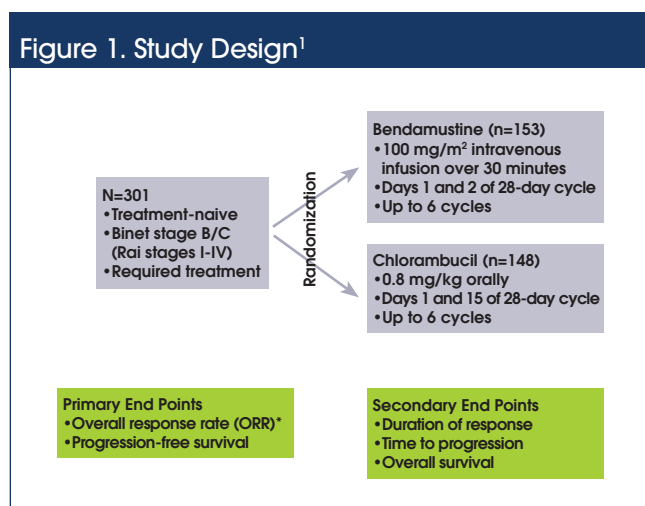 Figure 1. Study Design¹
N=301
•Treatment-naive
•Binet stage B/C
(Rai stages I-IV)
•Required treatment
Randomization
Bendamustine (n=153)
•100 mg/m² intravenous
infusion over 30 minutes
•Days 1 and 2 of 28-day cycle
•Up to 6 cycles
Chlorambucil (n=148)
•0.8 mg/kg orally
•Days 1 and 15 of 28-day cycle
•Up to 6 cycles
Primary End Points
•Overall response rate (ORR)*
•Progression-free survival
Secondary End Points
•Duration of response
•Time to progression
•Overall survival